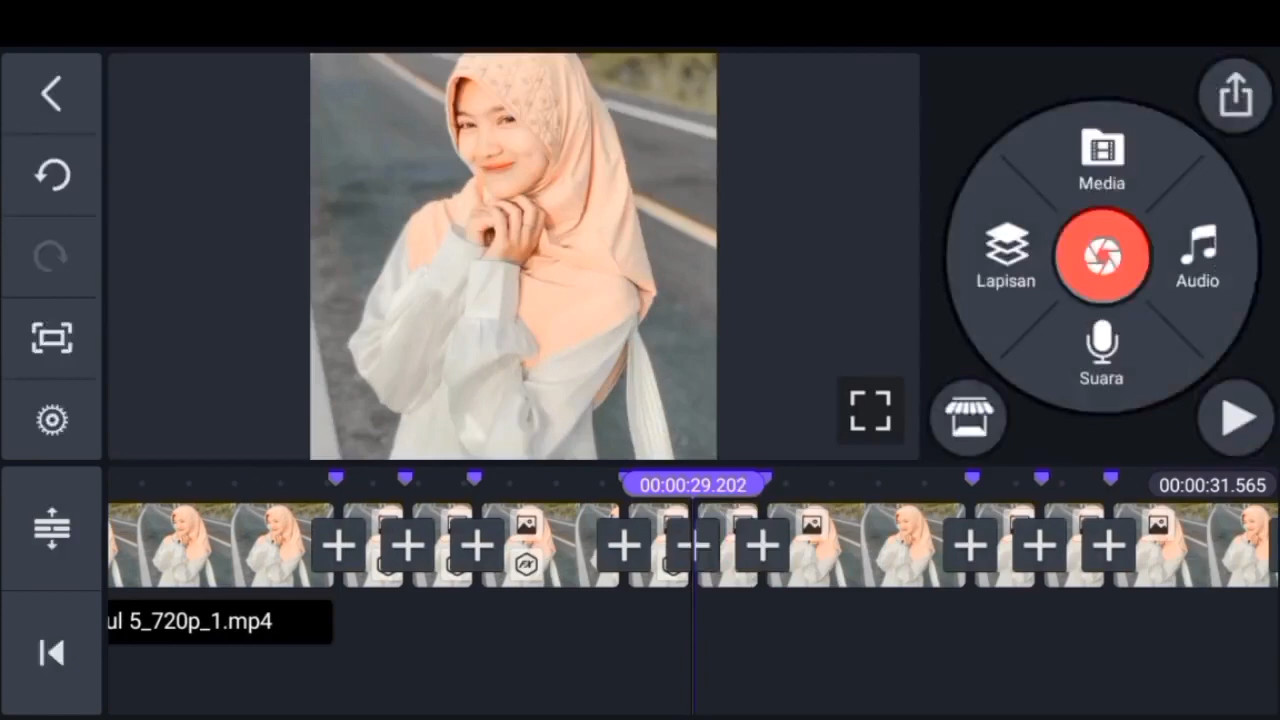 Media
Lapisan
Audio
Suara
00:00:29.202
00:00:31.565
ul 5_720p_1.mp4